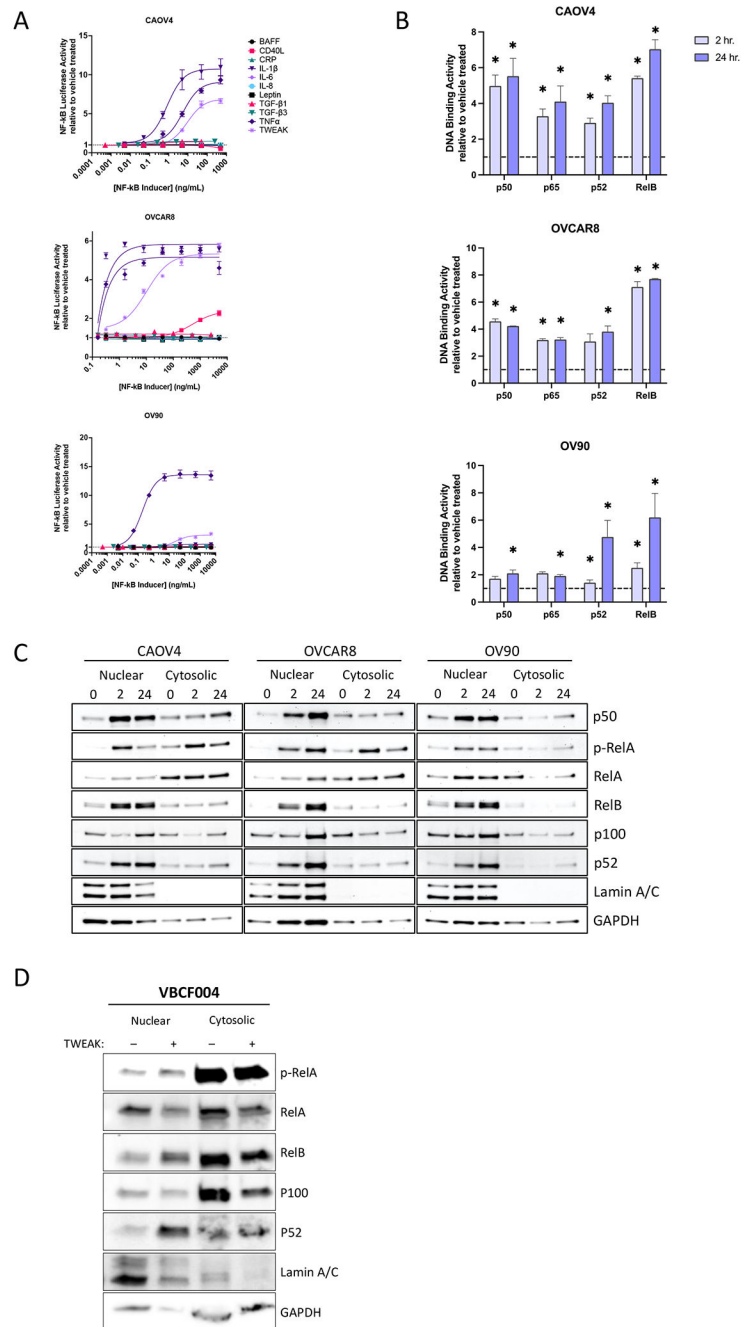 A
CAOV4
NF-kB Luciferase Activity
relative to vehicle treated
15
10
5
1
0.0001
0.001
0.01
0.1
1
10
100
1000
[NF-kB Inducer] (ng/mL)
BAFF
CD40L
CRP
IL-1β
IL-6
IL-8
Leptin
TGF-β1
TGF-β3
TNFα
TWEAK
OVCAR8
NF-kB Luciferase Activity
relative to vehicle treated
6
4
2
1
0
0.1
1
10
100
1000
10000
[NF-kB Inducer] (ng/mL)
OV90
NF-kB Luciferase Activity
relative to vehicle treated
20
15
10
5
1
0.0001
0.001
0.01
0.1
1
10
100
1000
10000
[NF-kB Inducer] (ng/mL)
B
CAOV4
DNA Binding Activity
relative to vehicle treated
8
6
4
2
0
* * * * * * * *
p50 p65 p52 RelB
2 hr.
24 hr.
OVCAR8
DNA Binding Activity
relative to vehicle treated
10
8
6
4
2
0
* * * * * * *
p50 p65 p52 RelB
OV90
DNA Binding Activity
relative to vehicle treated
10
8
6
4
2
0
* * * * * *
p50 p65 p52 RelB
C
CAOV4 OVCAR8 OV90
Nuclear Cytosolic Nuclear Cytosolic Nuclear Cytosolic
0 2 24 0 2 24 0 2 24 0 2 24 0 2 24 0 2 24
p50
p-RelA
RelA
RelB
p100
p52
Lamin A/C
GAPDH
D
VBCF004
Nuclear Cytosolic
TWEAK: – + – +
p-RelA
RelA
RelB
P100
P52
Lamin A/C
GAPDH